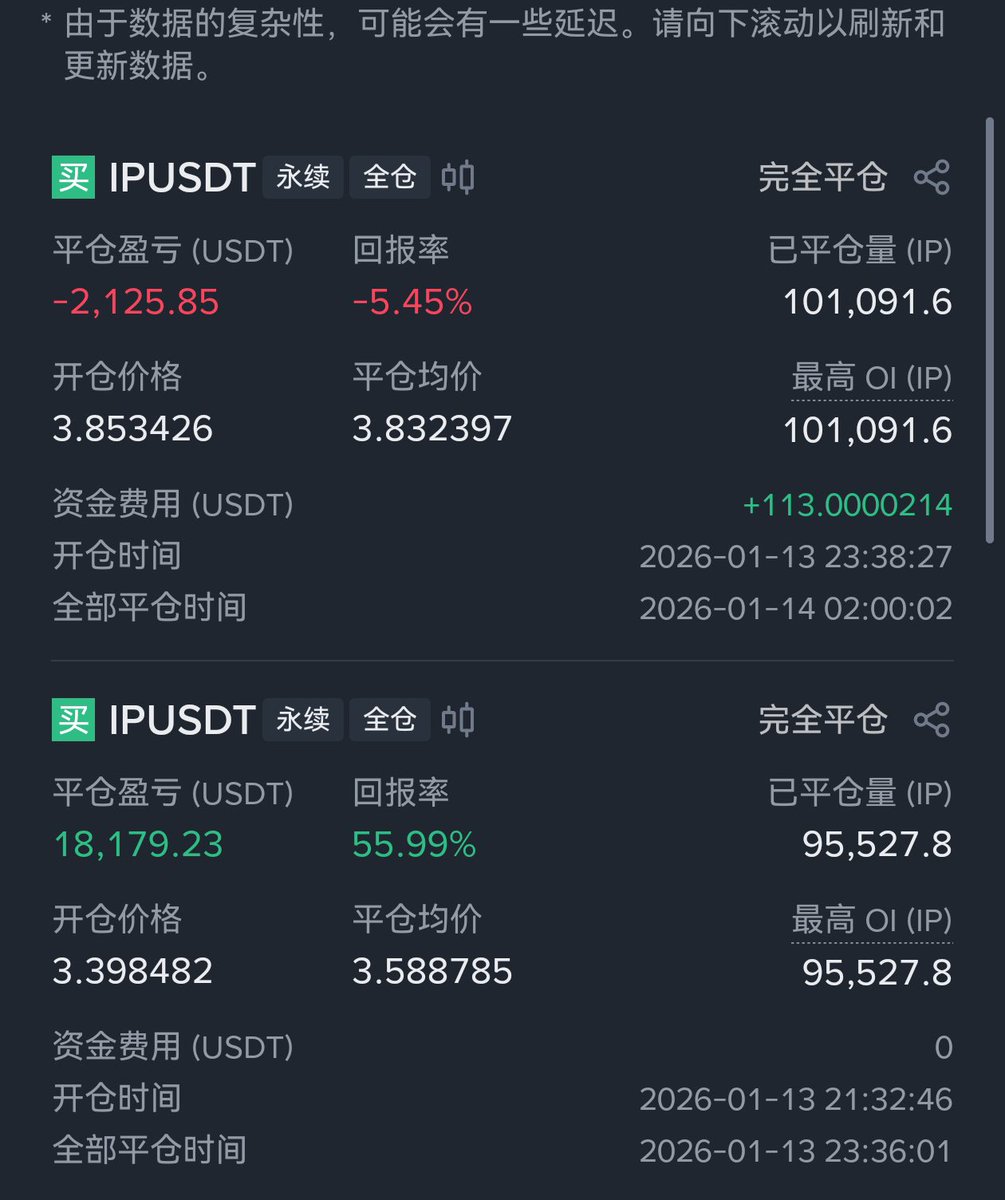 * 由于数据的复杂性，可能会有一些延迟。请向下滚动以刷新和
更新数据。
买 IPUSDT 永续 全仓 完全平仓
平仓盈亏 (USDT) 回报率 已平仓量 (IP)
-2,125.85 -5.45% 101,091.6
开仓价格 平仓均价 最高 OI (IP)
3.853426 3.832397 101,091.6
资金费用 (USDT) +113.0000214
开仓时间 2026-01-13 23:38:27
全部平仓时间 2026-01-14 02:00:02
买 IPUSDT 永续 全仓 完全平仓
平仓盈亏 (USDT) 回报率 已平仓量 (IP)
18,179.23 55.99% 95,527.8
开仓价格 平仓均价 最高 OI (IP)
3.398482 3.588785 95,527.8
资金费用 (USDT) 0
开仓时间 2026-01-13 21:32:46
全部平仓时间 2026-01-13 23:36:01